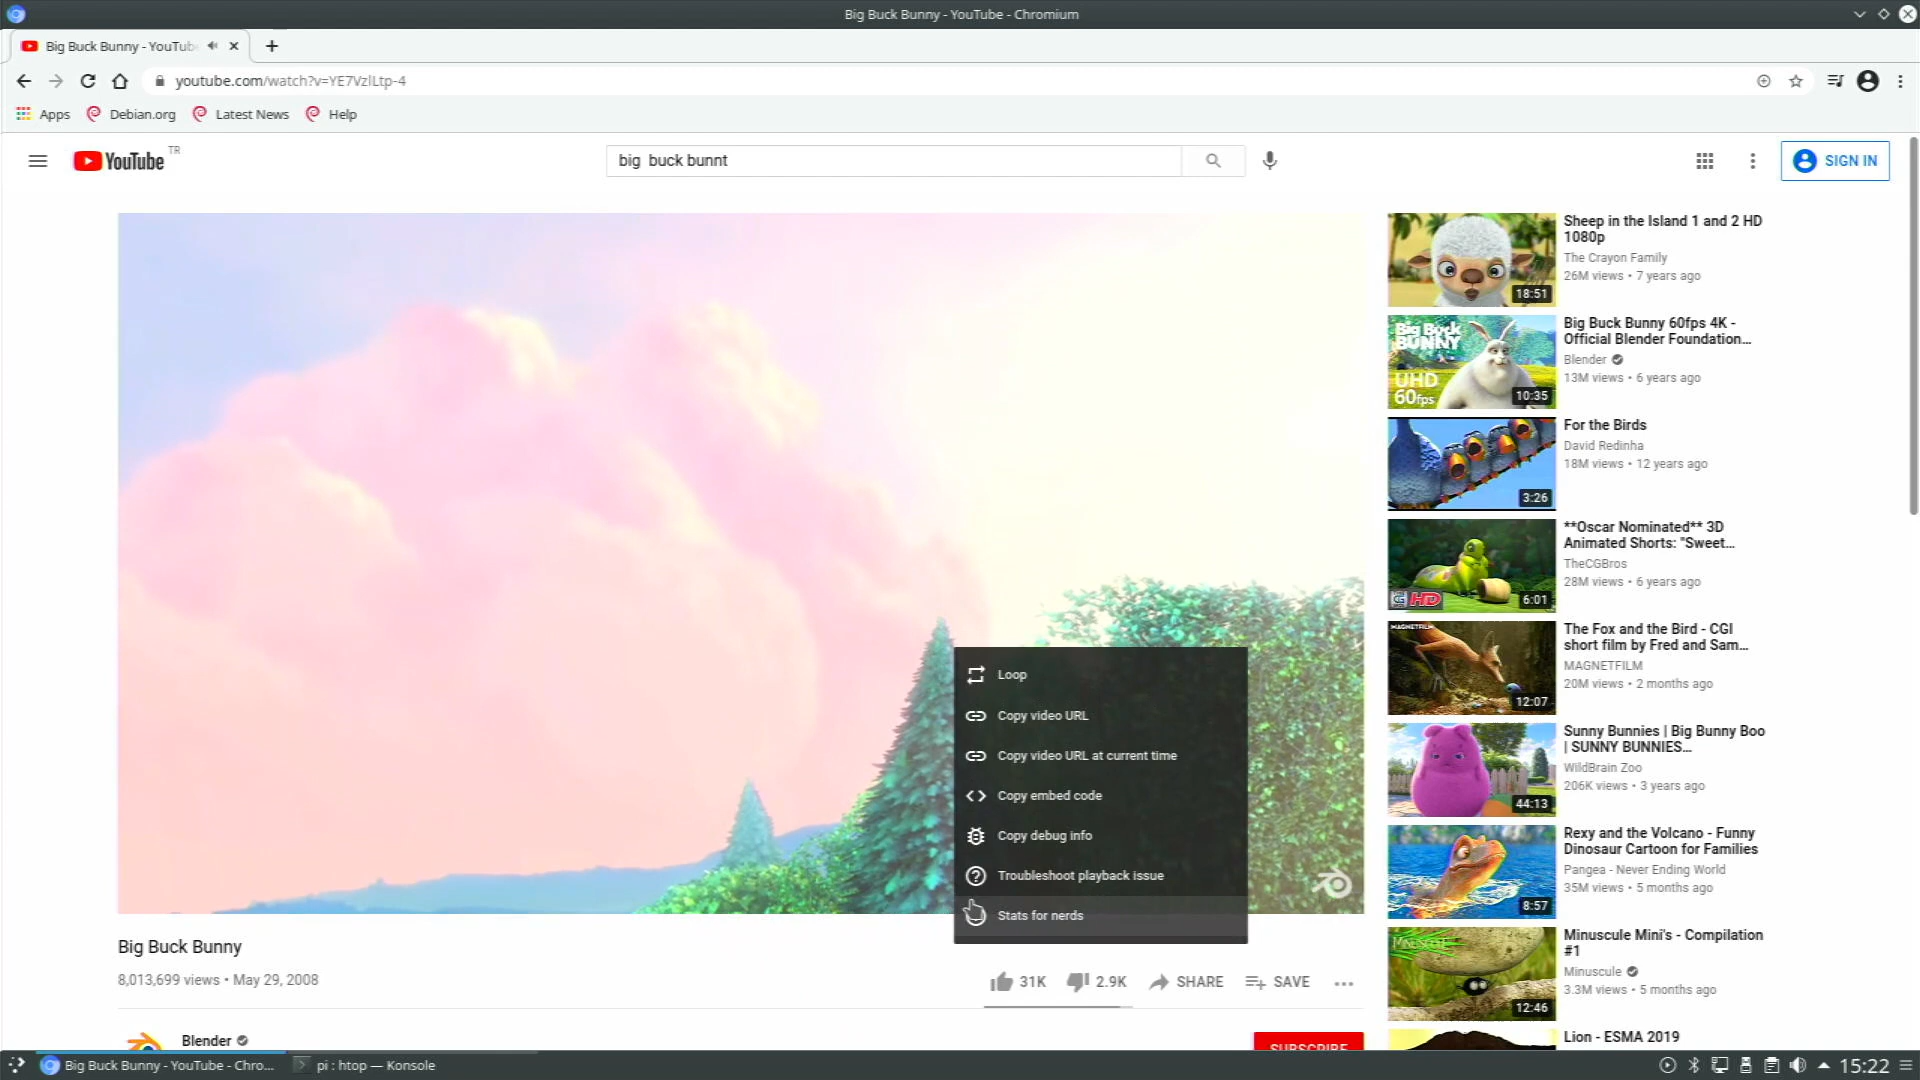 Big Buck Bunny - YouTube - Chromium
Big Buck Bunny - YouTub
youtube.com/watch?v=YE7VzlLtp-4
Apps
Debian.org
Latest News
Help
YouTube TR
big  buck bunnt
SIGN IN
Loop
Copy video URL
Copy video URL at current time
Copy embed code
Copy debug info
Troubleshoot playback issue
Stats for nerds
Big Buck Bunny
8,013,699 views • May 29, 2008
31K
2.9K
SHARE
SAVE
Blender
SUBSCRIBE
18:51
Sheep in the Island 1 and 2 HD
1080p
The Crayon Family
26M views • 7 years ago
Big Buck
BUNNY
UHD
60fps
10:35
Big Buck Bunny 60fps 4K -
Official Blender Foundation...
Blender
13M views • 6 years ago
3:26
For the Birds
David Redinha
18M views • 12 years ago
CG HD
6:01
**Oscar Nominated** 3D
Animated Shorts: "Sweet...
TheCGBros
28M views • 6 years ago
MAGNETFILM
12:07
The Fox and the Bird - CGI
short film by Fred and Sam...
MAGNETFILM
20M views • 2 months ago
44:13
Sunny Bunnies | Big Bunny Boo
| SUNNY BUNNIES...
WildBrain Zoo
206K views • 3 years ago
8:57
Rexy and the Volcano - Funny
Dinosaur Cartoon for Families
Pangea - Never Ending World
35M views • 5 months ago
MINUSCULE
12:46
Minuscule Mini's - Compilation
#1
Minuscule
3.3M views • 5 months ago
Lion - ESMA 2019
Big Buck Bunny - YouTube - Chro...
pi : htop — Konsole
15:22